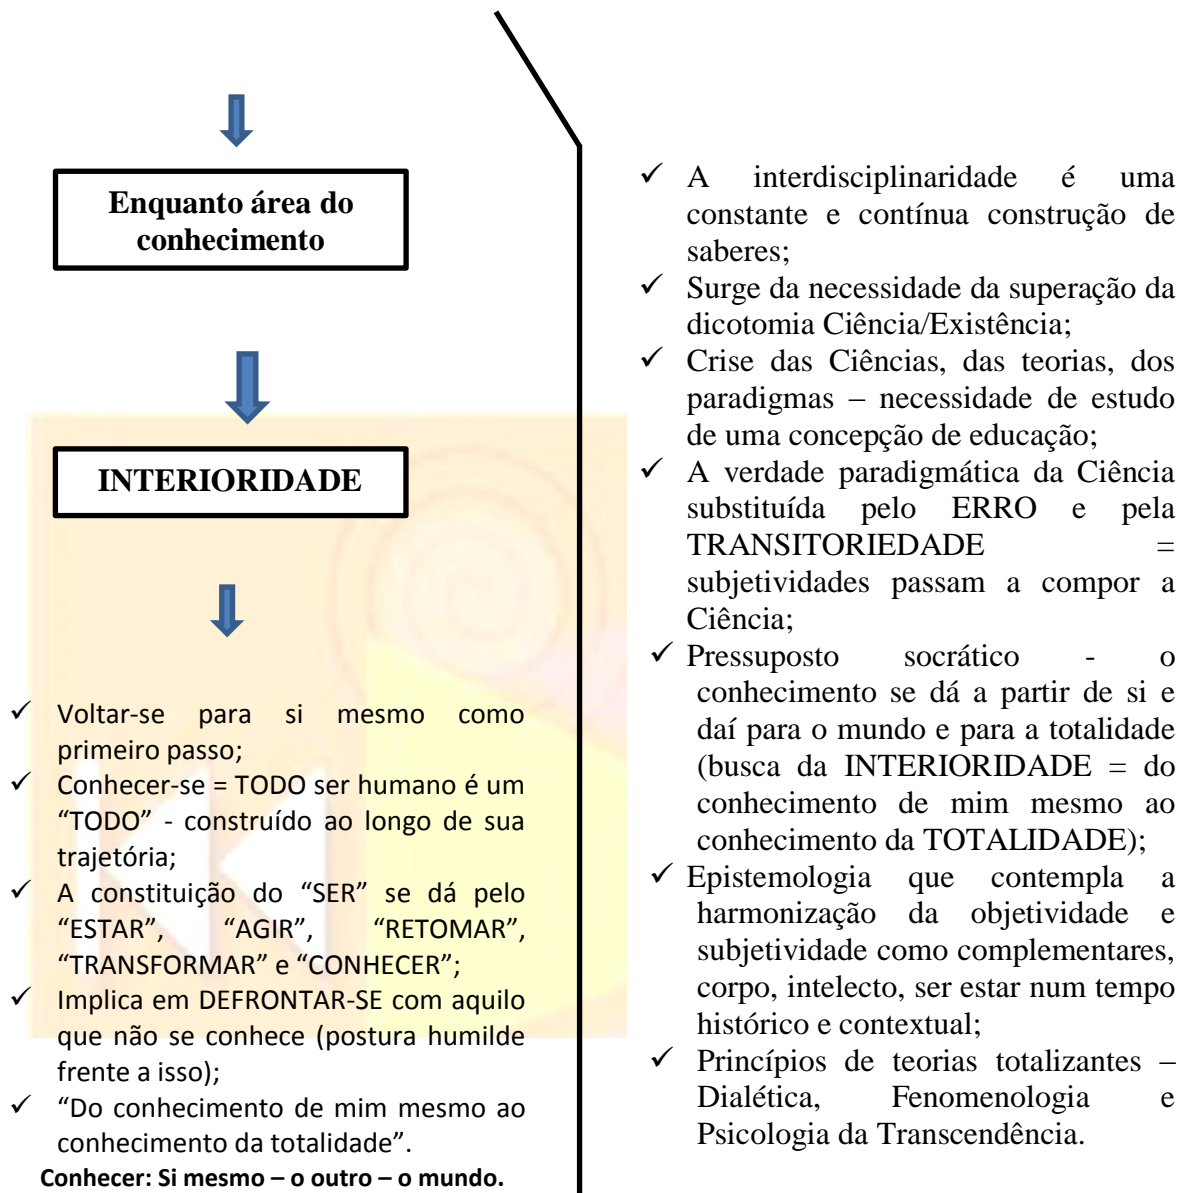 Enquanto área do
conhecimento
INTERIORIDADE
✓ Voltar-se para si mesmo como
primeiro passo;
✓ Conhecer-se = TODO ser humano é um
“TODO” - construído ao longo de sua
trajetória;
✓ A constituição do “SER” se dá pelo
“ESTAR”, “AGIR”, “RETOMAR”,
“TRANSFORMAR” e “CONHECER”;
✓ Implica em DEFRONTAR-SE com aquilo
que não se conhece (postura humilde
frente a isso);
✓ “Do conhecimento de mim mesmo ao
conhecimento da totalidade”.
Conhecer: Si mesmo – o outro – o mundo.
✓ A interdisciplinaridade é uma
constante e contínua construção de
saberes;
✓ Surge da necessidade da superação da
dicotomia Ciência/Existência;
✓ Crise das Ciências, das teorias, dos
paradigmas – necessidade de estudo
de uma concepção de educação;
✓ A verdade paradigmática da Ciência
substituída pelo ERRO e pela
TRANSITORIEDADE =
subjetividades passam a compor a
Ciência;
✓ Pressuposto socrático - o
conhecimento se dá a partir de si e
daí para o mundo e para a totalidade
(busca da INTERIORIDADE = do
conhecimento de mim mesmo ao
conhecimento da TOTALIDADE);
✓ Epistemologia que contempla a
harmonização da objetividade e
subjetividade como complementares,
corpo, intelecto, ser estar num tempo
histórico e contextual;
✓ Princípios de teorias totalizantes –
Dialética, Fenomenologia e
Psicologia da Transcendência.